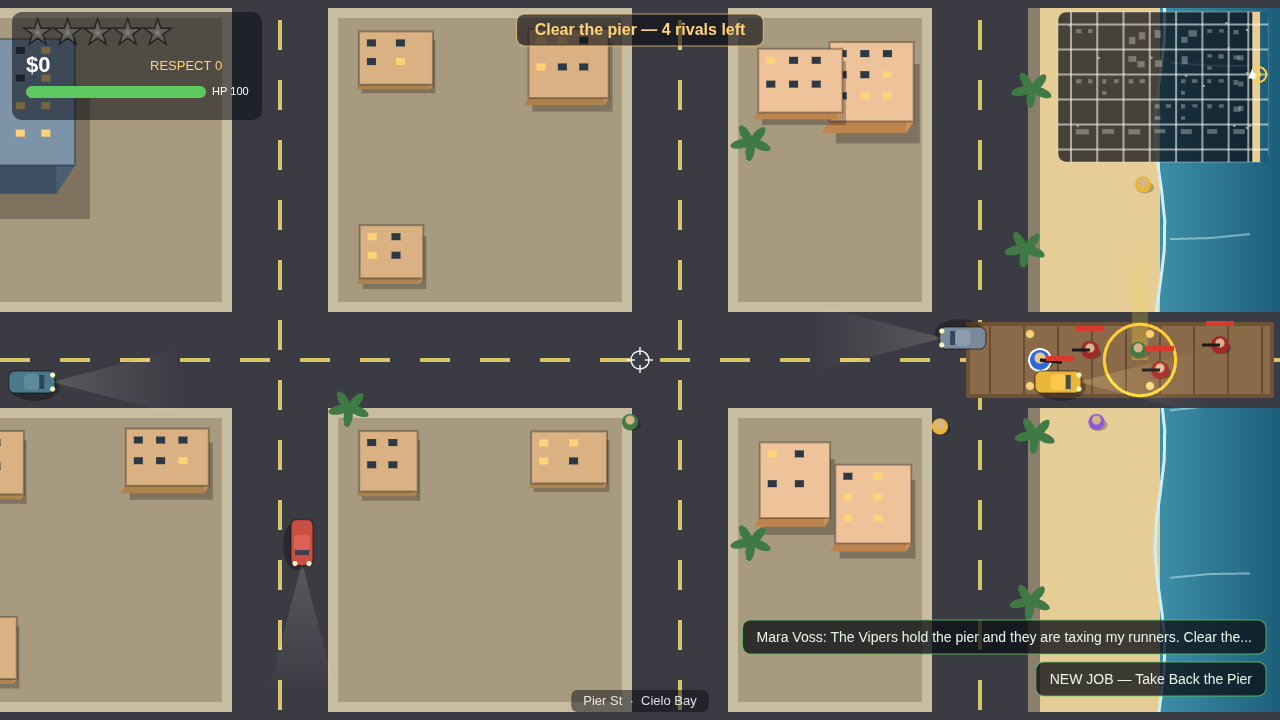 Clear the pier — 4 rivals left
$0
RESPECT 0
HP 100
Mara Voss: The Vipers hold the pier and they are taxing my runners. Clear the...
NEW JOB — Take Back the Pier
Pier St · Cielo Bay